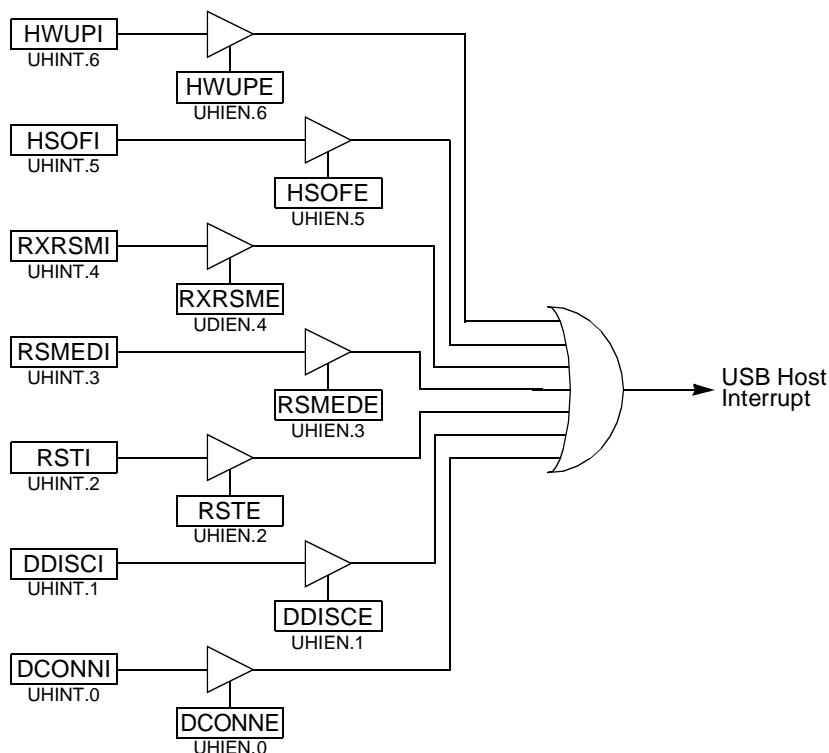 HWUPI
UHINT.6
HWUPE
UHIEN.6
HSOFI
UHINT.5
HSOFE
UHIEN.5
RXRSMI
UHINT.4
RXRSME
UDIEN.4
RSMEDI
UHINT.3
RSMEDE
UHIEN.3
USB Host
Interrupt
RSTI
UHINT.2
RSTE
UHIEN.2
DDISCI
UHINT.1
DDISCE
UHIEN.1
DCONNI
UHINT.0
DCONNE
UHIEN.0